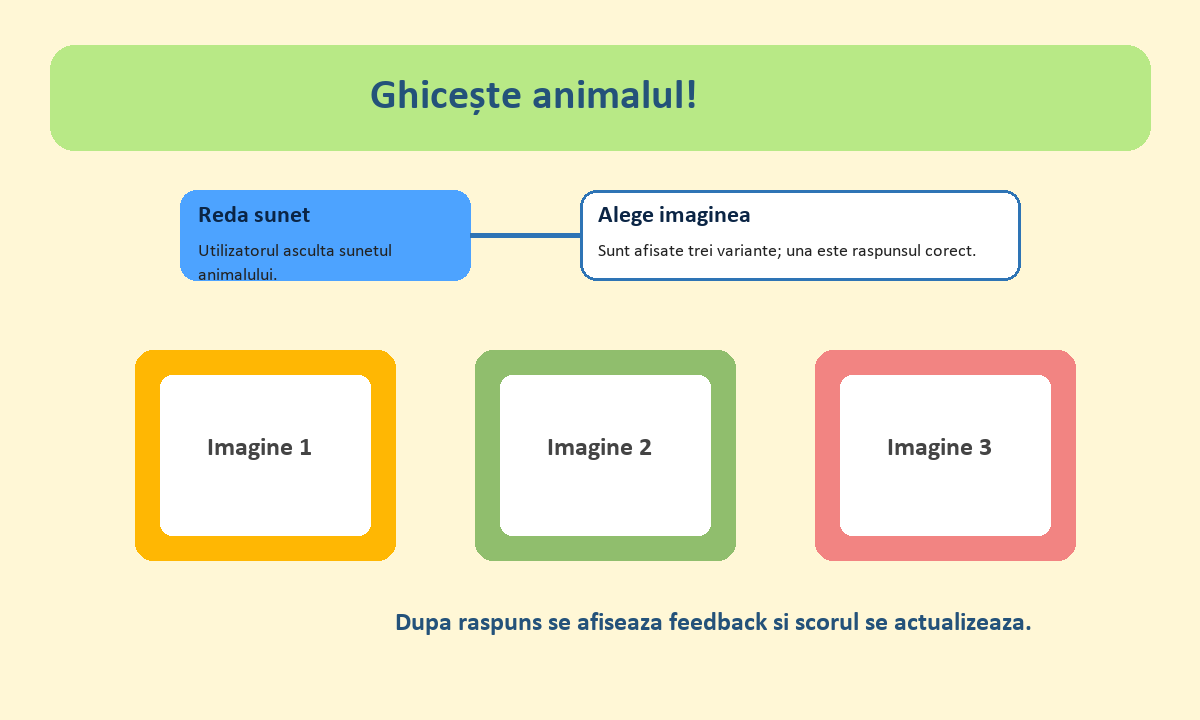 Ghicește animalul!
Reda sunet
Utilizatorul asculta sunetul
animalului.
Alege imaginea
Sunt afisate trei variante; una este raspunsul corect.
Imagine 1
Imagine 2
Imagine 3
Dupa raspuns se afiseaza feedback si scorul se actualizeaza.